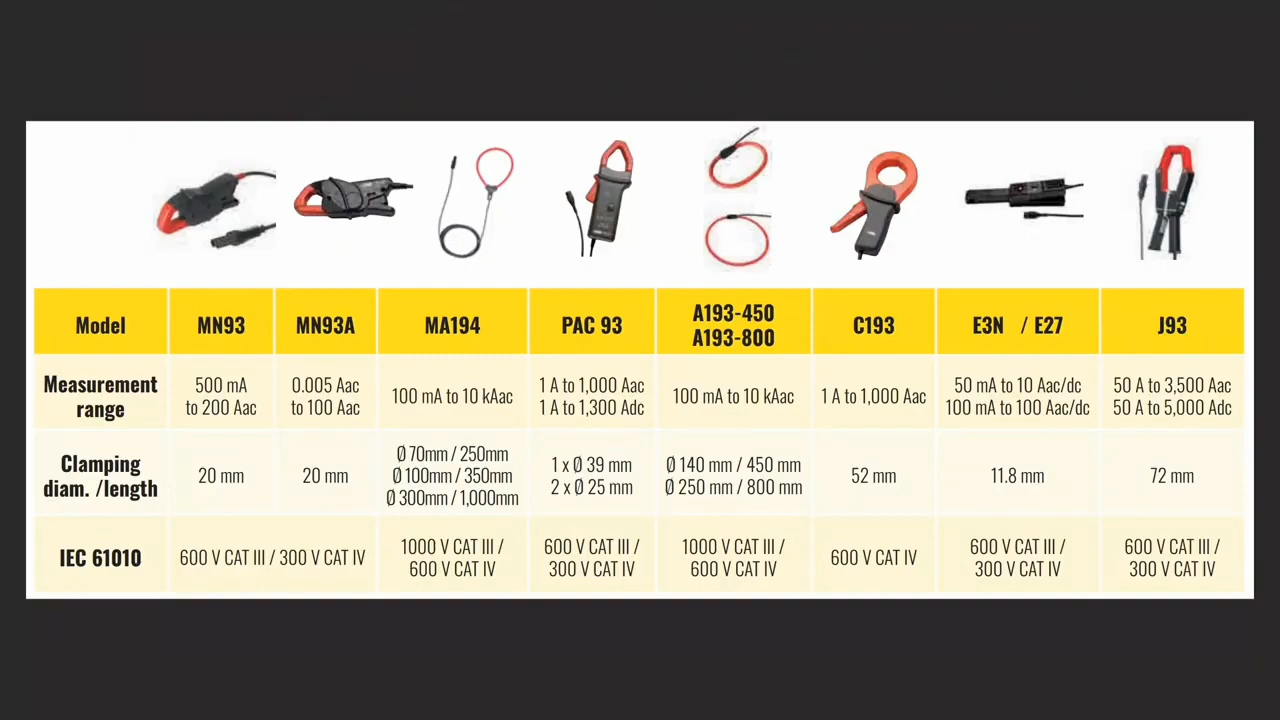 Model
MN93
MN93A
MA194
PAC 93
A193-450
A193-800
C193
E3N / E27
J93
Measurement
range
500 mA
to 200 Aac
0.005 Aac
to 100 Aac
100 mA to 10 kAac
1 A to 1,000 Aac
1 A to 1,300 Adc
100 mA to 10 kAac
1 A to 1,000 Aac
50 mA to 10 Aac/dc
100 mA to 100 Aac/dc
50 A to 3,500 Aac
50 A to 5,000 Adc
Clamping
diam. /length
20 mm
20 mm
Ø 70mm / 250mm
Ø 100mm / 350mm
Ø 300mm / 1,000mm
1 x Ø 39 mm
2 x Ø 25 mm
Ø 140 mm / 450 mm
Ø 250 mm / 800 mm
52 mm
11.8 mm
72 mm
IEC 61010
600 V CAT III / 300 V CAT IV
1000 V CAT III /
600 V CAT IV
600 V CAT III /
300 V CAT IV
1000 V CAT III /
600 V CAT IV
600 V CAT IV
600 V CAT III /
300 V CAT IV
600 V CAT III /
300 V CAT IV